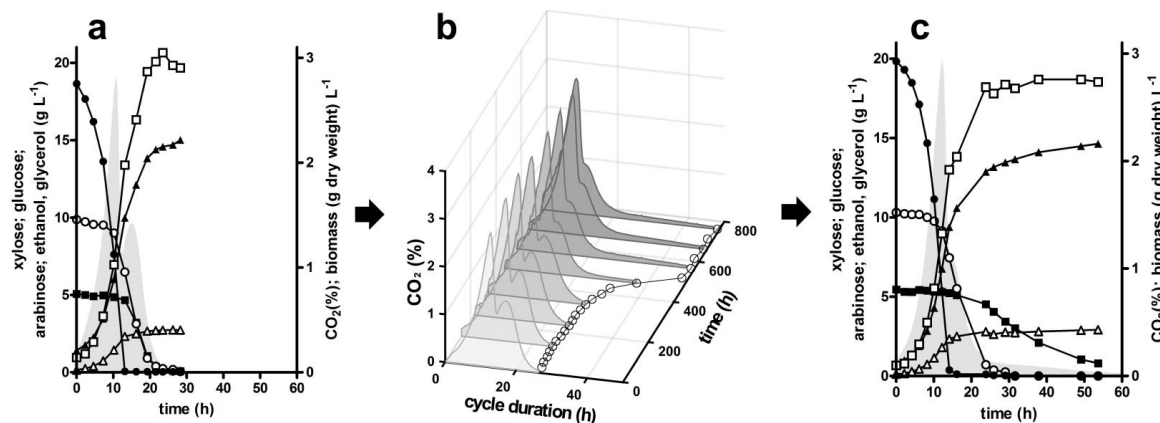 a
xylose; glucose;
arabinose; ethanol, glycerol (g L⁻¹)
20
15
10
5
0
0 10 20 30 40 50 60
time (h)
3
2
1
0
CO₂(%); biomass (g dry weight) L⁻¹
b
CO₂ (%)
4
3
2
1
0
0 20 40
cycle duration (h)
0 200 400 600 800
time (h)
c
xylose; glucose;
arabinose; ethanol, glycerol (g L⁻¹)
20
15
10
5
0
0 10 20 30 40 50 60
time (h)
3
2
1
0
CO₂(%); biomass (g dry weight) L⁻¹